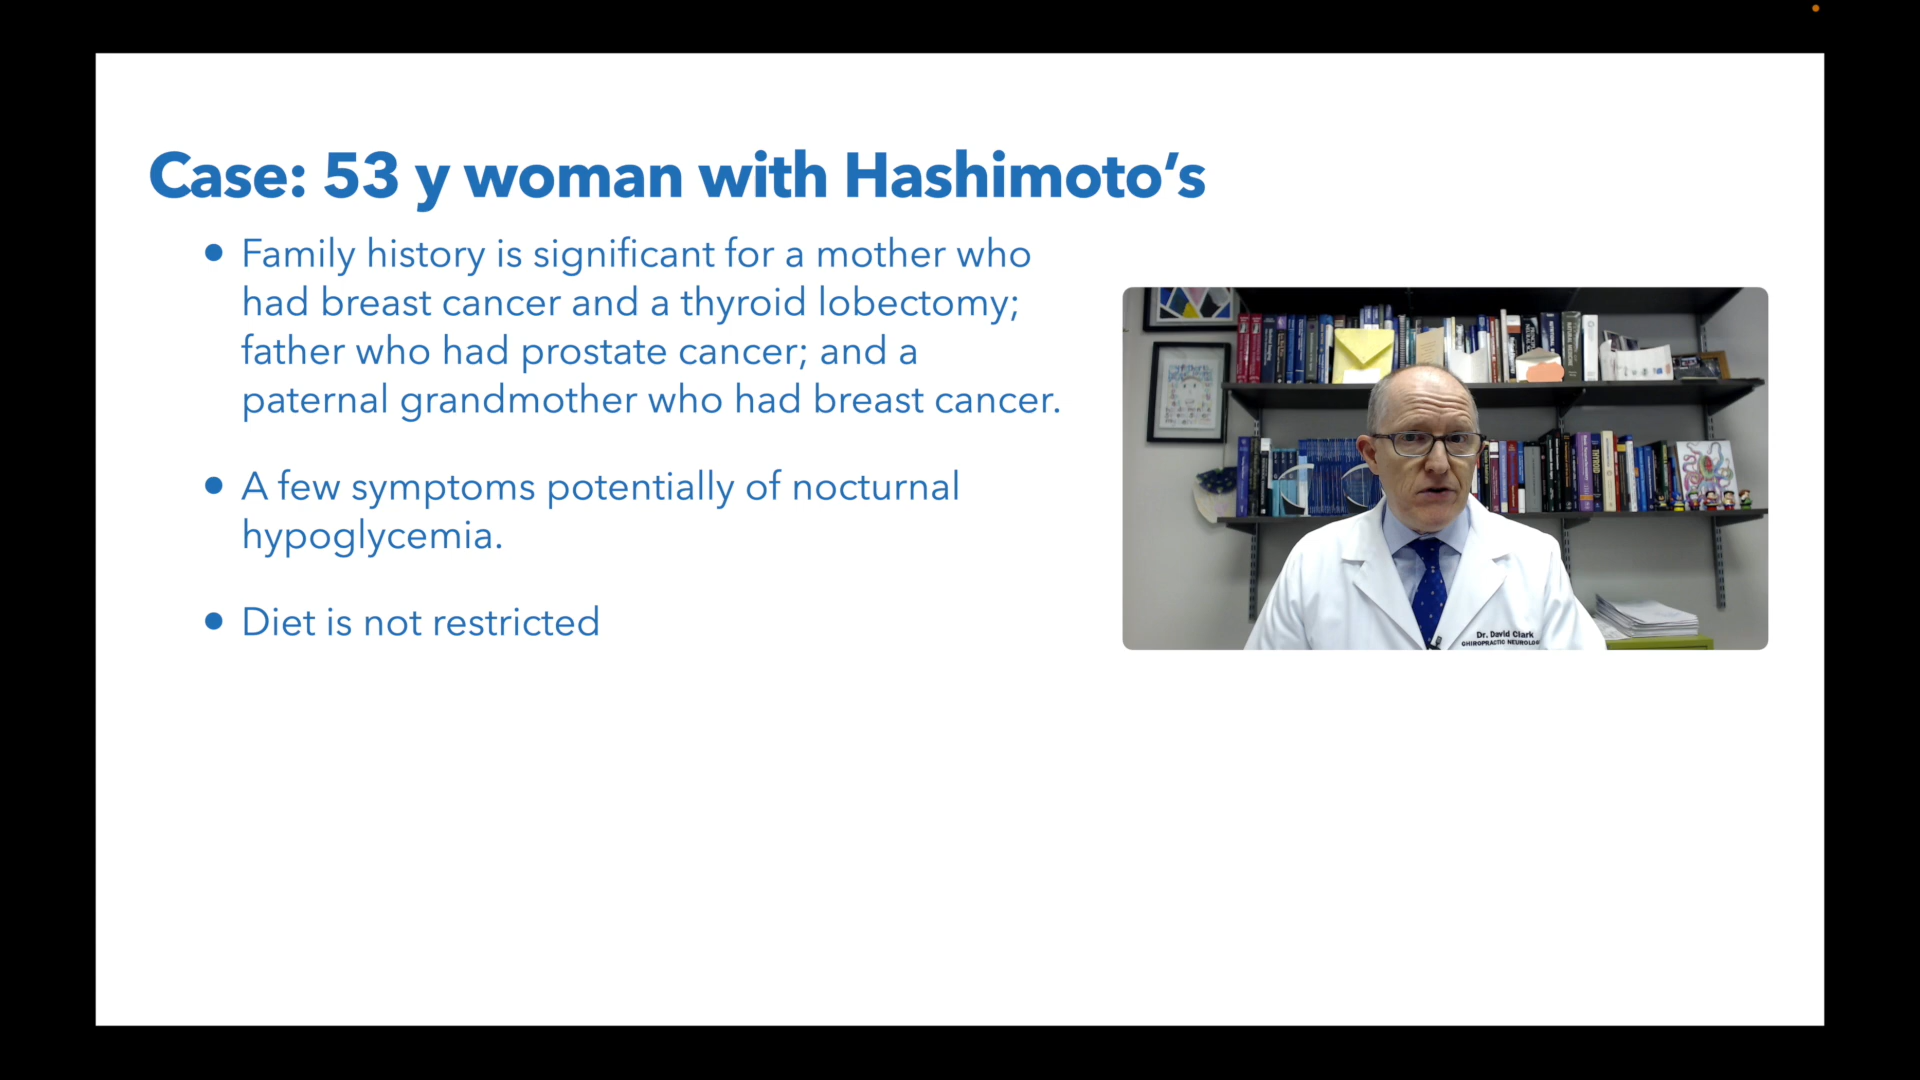 Case: 53 y woman with Hashimoto’s
● Family history is significant for a mother who
had breast cancer and a thyroid lobectomy;
father who had prostate cancer; and a
paternal grandmother who had breast cancer.
● A few symptoms potentially of nocturnal
hypoglycemia.
● Diet is not restricted
THYROID
Dr. David Clark
CHIROPRACTIC